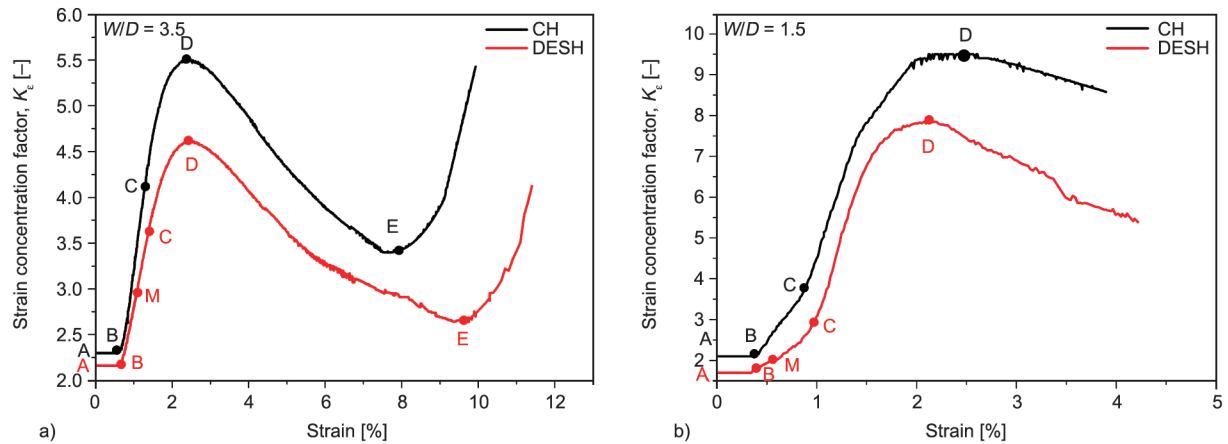 W/D = 3.5
CH
DESH
6.0
5.5
5.0
4.5
4.0
3.5
3.0
2.5
2.0
Strain concentration factor, Kε [–]
D
D
C
C
M
B
A
A
B
E
E
0 2 4 6 8 10 12
a)
Strain [%]
W/D = 1.5
CH
DESH
10
9
8
7
6
5
4
3
2
1
Strain concentration factor, Kε [–]
D
D
C
C
B
A
M
B
A
0 1 2 3 4 5
b)
Strain [%]